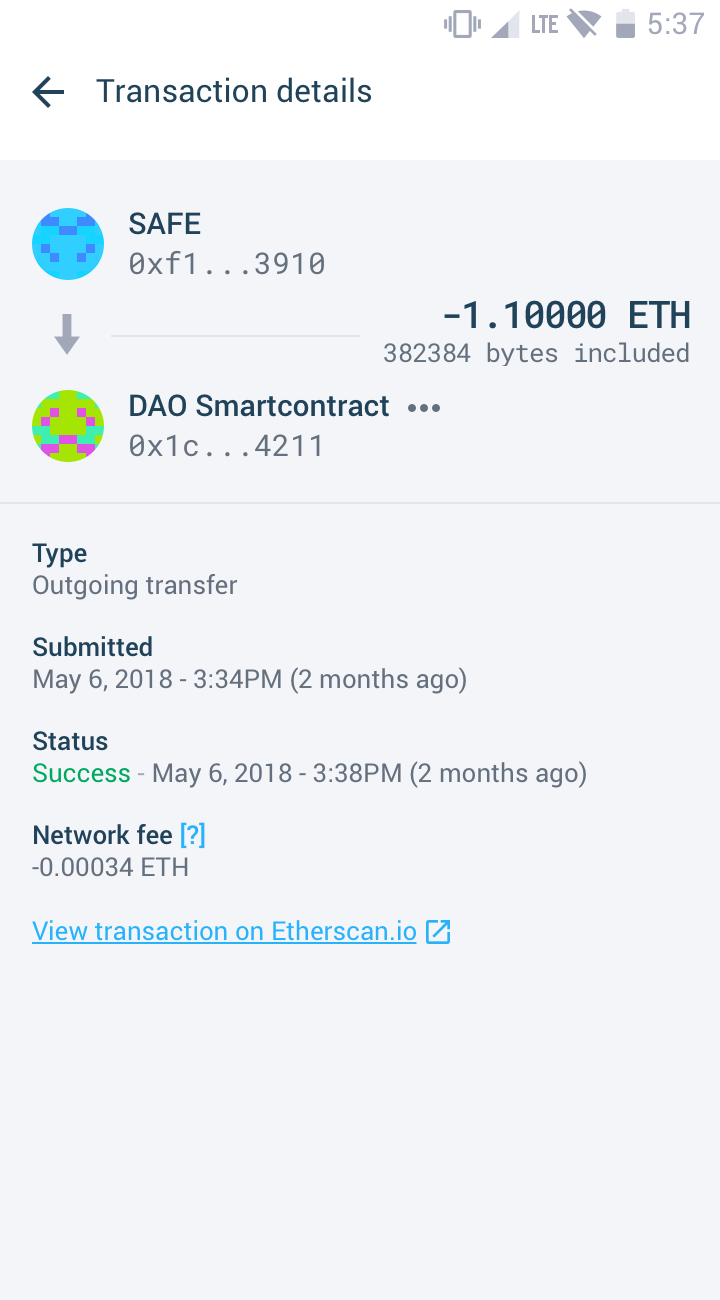 LTE 5:37
Transaction details
SAFE
0xf1...3910
-1.10000 ETH
382384 bytes included
DAO Smartcontract •••
0x1c...4211
Type
Outgoing transfer
Submitted
May 6, 2018 - 3:34PM (2 months ago)
Status
Success - May 6, 2018 - 3:38PM (2 months ago)
Network fee [?]
-0.00034 ETH
View transaction on Etherscan.io